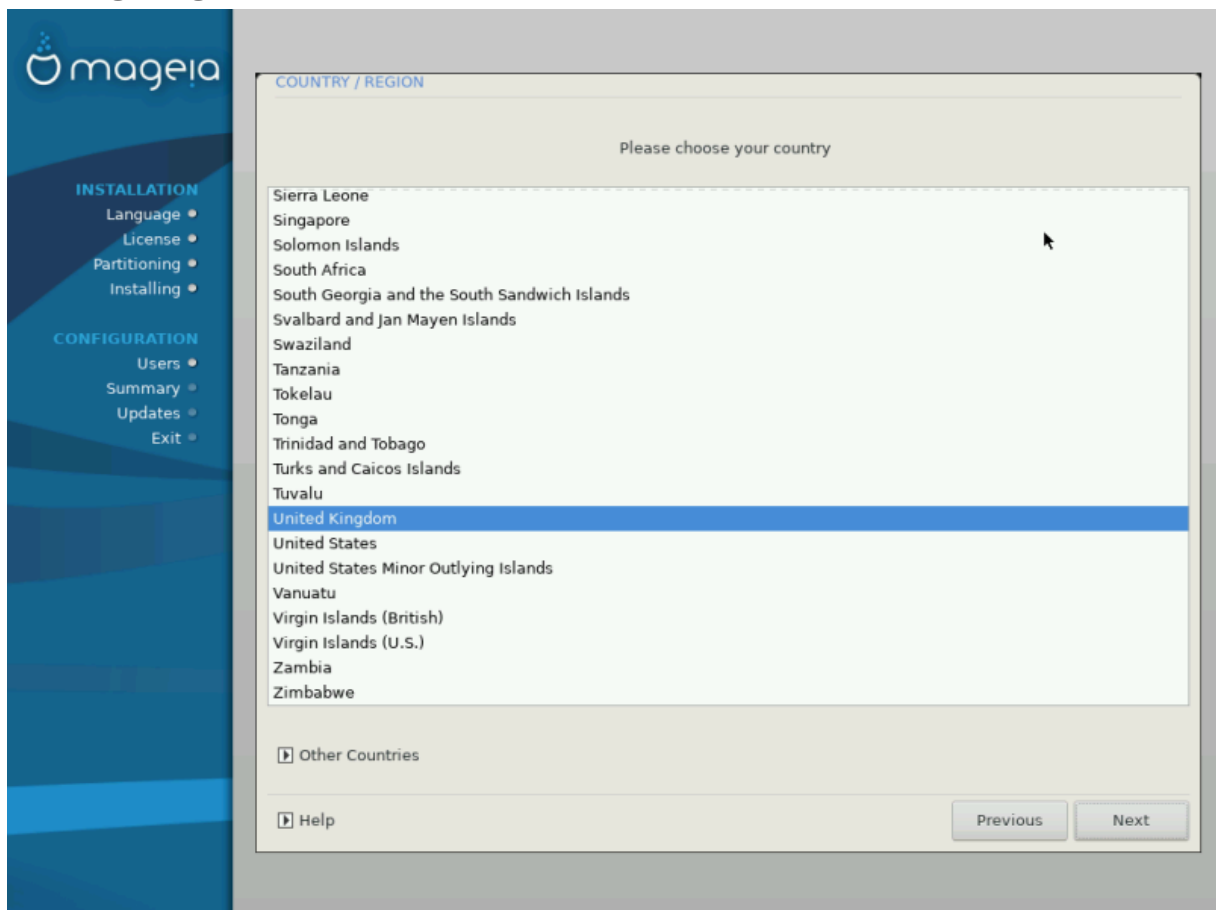 mageia
INSTALLATION
Language
License
Partitioning
Installing
CONFIGURATION
Users
Summary
Updates
Exit
COUNTRY / REGION
Please choose your country
Sierra Leone
Singapore
Solomon Islands
South Africa
South Georgia and the South Sandwich Islands
Svalbard and Jan Mayen Islands
Swaziland
Tanzania
Tokelau
Tonga
Trinidad and Tobago
Turks and Caicos Islands
Tuvalu
United Kingdom
United States
United States Minor Outlying Islands
Vanuatu
Virgin Islands (British)
Virgin Islands (U.S.)
Zambia
Zimbabwe
Other Countries
Help
Previous
Next